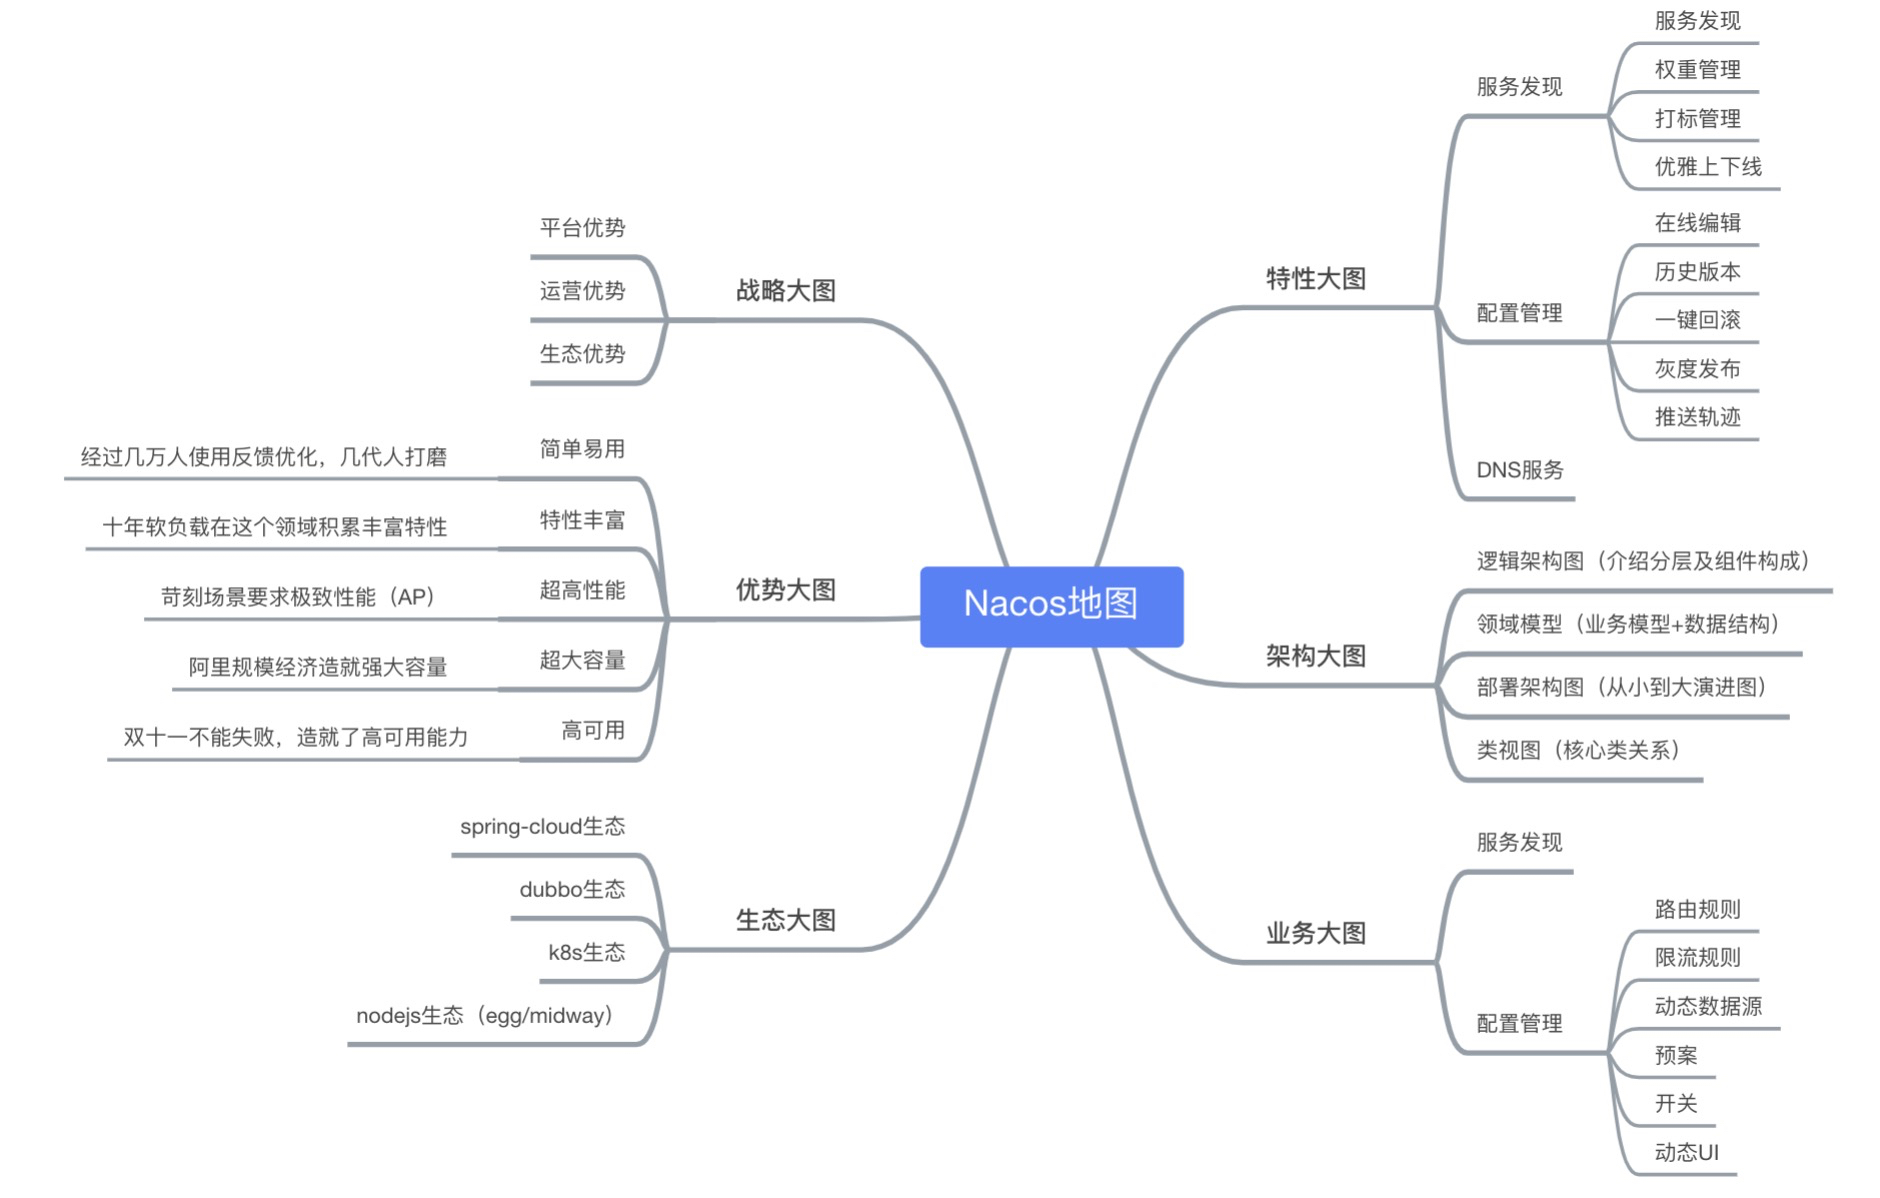 Nacos地图
特性大图
服务发现
服务发现
权重管理
打标管理
优雅上下线
配置管理
在线编辑
历史版本
一键回滚
灰度发布
推送轨迹
DNS服务
架构大图
逻辑架构图（介绍分层及组件构成）
领域模型（业务模型+数据结构）
部署架构图（从小到大演进图）
类视图（核心类关系）
业务大图
服务发现
配置管理
路由规则
限流规则
动态数据源
预案
开关
动态UI
战略大图
平台优势
运营优势
生态优势
优势大图
简单易用
经过几万人使用反馈优化，几代人打磨
特性丰富
十年软负载在这个领域积累丰富特性
超高性能
苛刻场景要求极致性能（AP）
超大容量
阿里规模经济造就强大容量
高可用
双十一不能失败，造就了高可用能力
生态大图
spring-cloud生态
dubbo生态
k8s生态
nodejs生态（egg/midway）